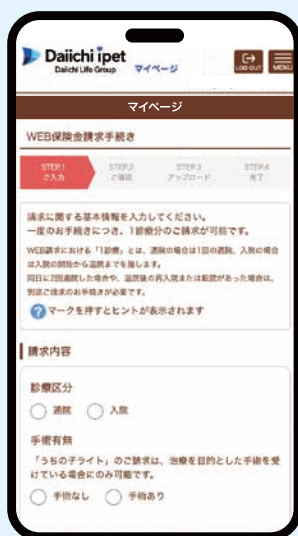 Daiichi ipet
Daiichi Life Group マイページ
LOG OUT MENU
マイページ
WEB保険金請求手続き
STEP.1 STEP.2 STEP.3 STEP.4
ご入力 ご確認 アップロード 完了
請求に関する基本情報を入力してください。
一度のお手続きにつき、1診療分のご請求が可能です。
WEB請求における「1診療」とは、通院の場合は1回の通院、入院の場合
は入院の開始から退院までを指します。
同日に2回通院した場合や、退院後の再入院または転院があった場合は、
別途ご請求のお手続きが必要です。
? マークを押すとヒントが表示されます
請求内容
診療区分
通院 入院
手術有無
「うちの子ライト」のご請求は、治療を目的とした手術を受
けている場合にのみ可能です。
手術なし 手術あり